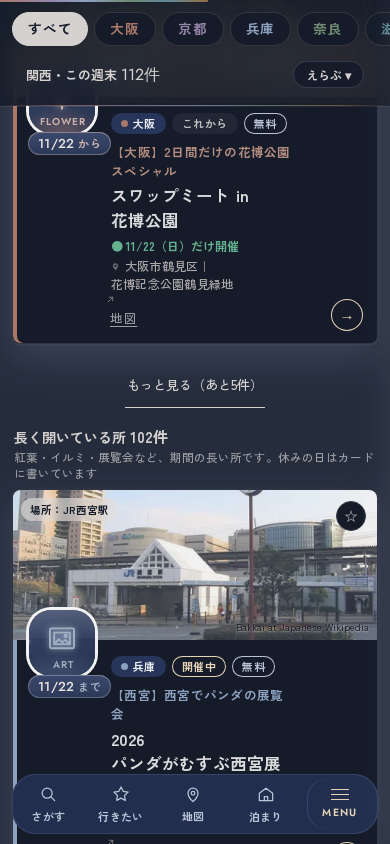 すべて 大阪 京都 兵庫 奈良
関西・この週末 112件 えらぶ ▾
FLOWER
11/22 から
大阪 これから 無料
【大阪】2日間だけの花博公園
スペシャル
スワップミート in
花博公園
11/22（日）だけ開催
大阪市鶴見区｜
花博記念公園鶴見緑地
↗
地図
→
もっと見る（あと5件）
長く開いている所 102件
紅葉・イルミ・展覧会など、期間の長い所です。休みの日はカード
に書いています
場所：JR西宮駅
☆
Bakkai at Japanese Wikipedia
ART
11/22 まで
兵庫 開催中 無料
【西宮】西宮でパンダの展覧
会
2026
パンダがむすぶ西宮展
さがす 行きたい 地図 泊まり MENU